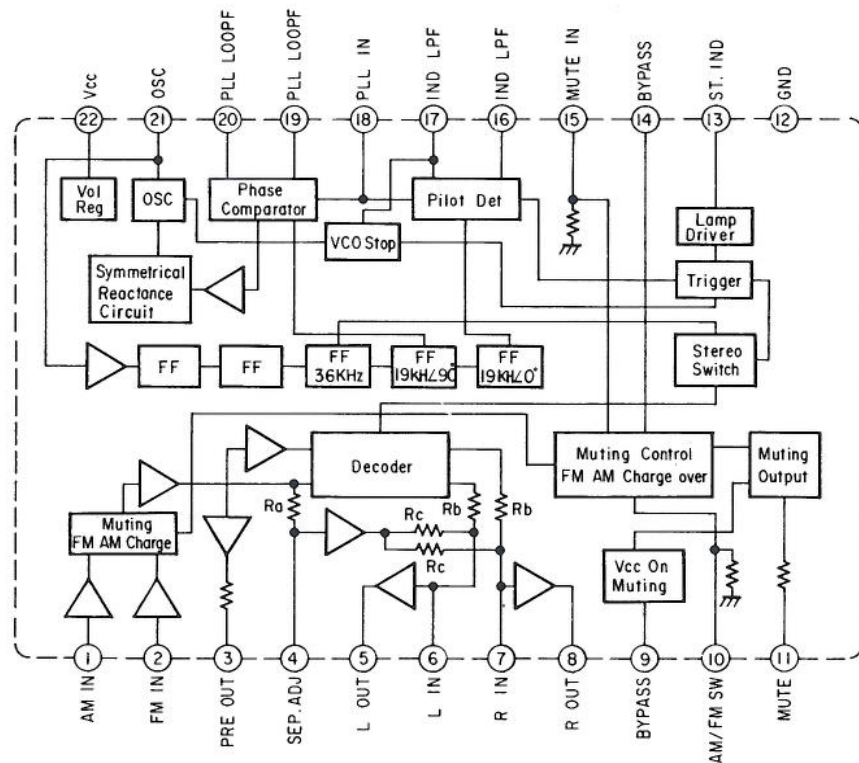 Vcc
OSC
PLL LOOPF
PLL LOOPF
PLL IN
IND LPF
IND LPF
MUTE IN
BYPASS
ST. IND
GND
22
21
20
19
18
17
16
15
14
13
12
Vol
Reg
OSC
Phase
Comparator
Pilot Det
VCO Stop
Lamp
Driver
Symmetrical
Reactance
Circuit
Trigger
Stereo
Switch
FF
FF
FF
36KHz
FF
19KH∠90°
FF
19KH∠0°
Decoder
Muting Control
FM AM Charge over
Muting
Output
Ra
Rc
Rb
Rb
Rc
Muting
FM AM Charge
Vcc On
Muting
1
2
3
4
5
6
7
8
9
10
11
AM IN
FM IN
PRE OUT
SEP. ADJ
L OUT
L IN
R IN
R OUT
BYPASS
AM/FM SW
MUTE